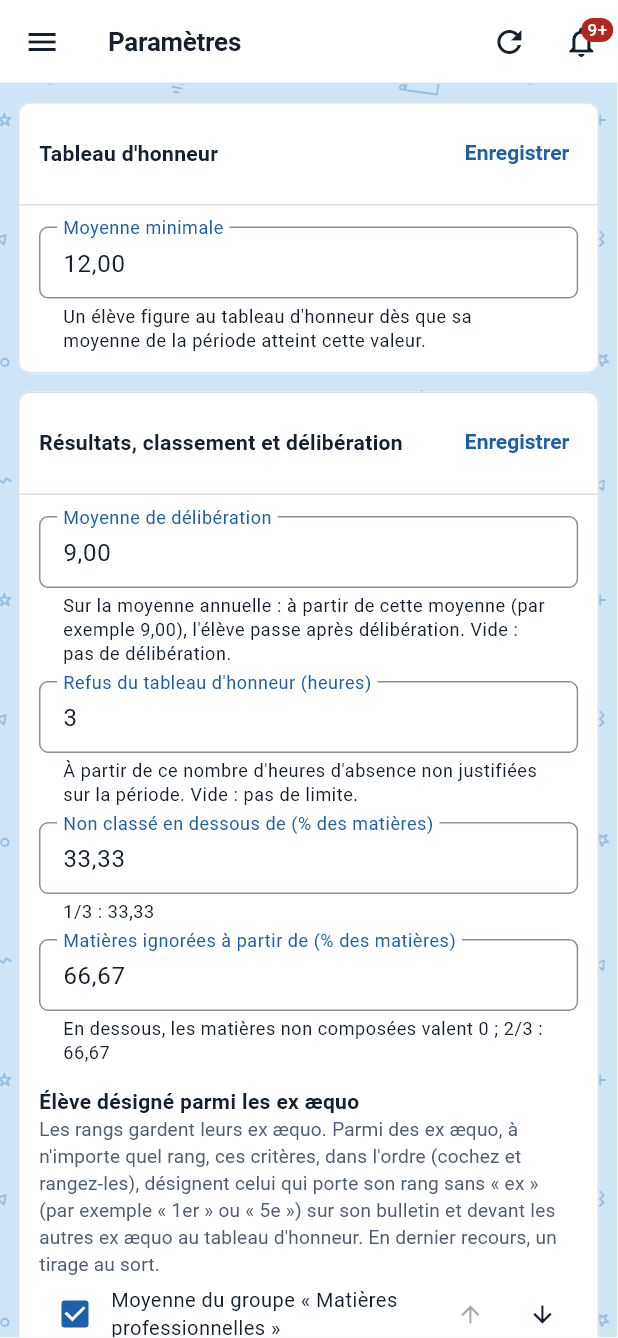 Paramètres
9+
Tableau d'honneur
Enregistrer
Moyenne minimale
12,00
Un élève figure au tableau d'honneur dès que sa
moyenne de la période atteint cette valeur.
Résultats, classement et délibération
Enregistrer
Moyenne de délibération
9,00
Sur la moyenne annuelle : à partir de cette moyenne (par
exemple 9,00), l'élève passe après délibération. Vide :
pas de délibération.
Refus du tableau d'honneur (heures)
3
À partir de ce nombre d'heures d'absence non justifiées
sur la période. Vide : pas de limite.
Non classé en dessous de (% des matières)
33,33
1/3 : 33,33
Matières ignorées à partir de (% des matières)
66,67
En dessous, les matières non composées valent 0 ; 2/3 :
66,67
Élève désigné parmi les ex æquo
Les rangs gardent leurs ex æquo. Parmi des ex æquo, à
n'importe quel rang, ces critères, dans l'ordre (cochez et
rangez-les), désignent celui qui porte son rang sans « ex »
(par exemple « 1er » ou « 5e ») sur son bulletin et devant les
autres ex æquo au tableau d'honneur. En dernier recours, un
tirage au sort.
Moyenne du groupe « Matières
professionnelles »